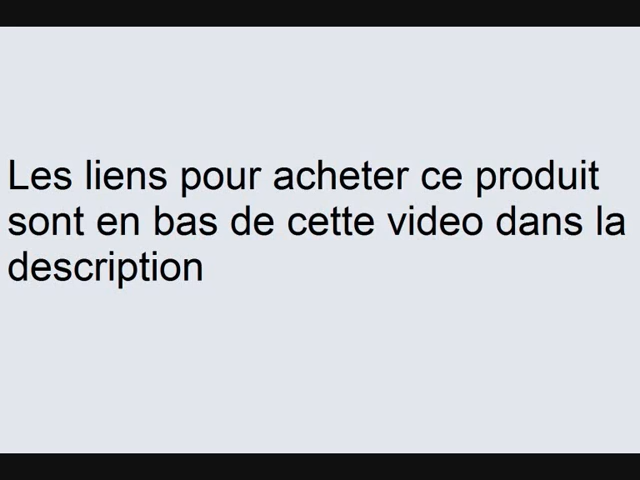 Les liens pour acheter ce produit
sont en bas de cette video dans la
description